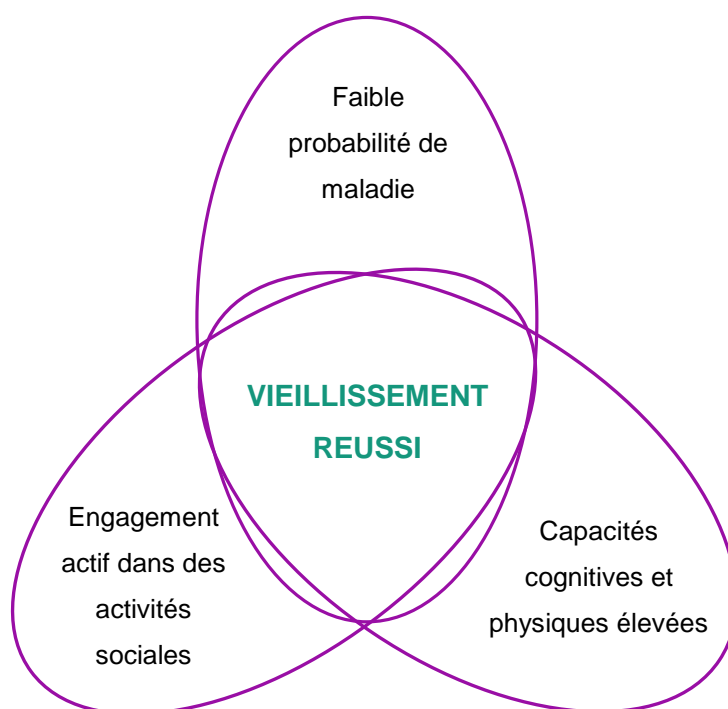 Faible
probabilité de
maladie
VIEILLISSEMENT
REUSSI
Engagement
actif dans des
activités
sociales
Capacités
cognitives et
physiques élevées